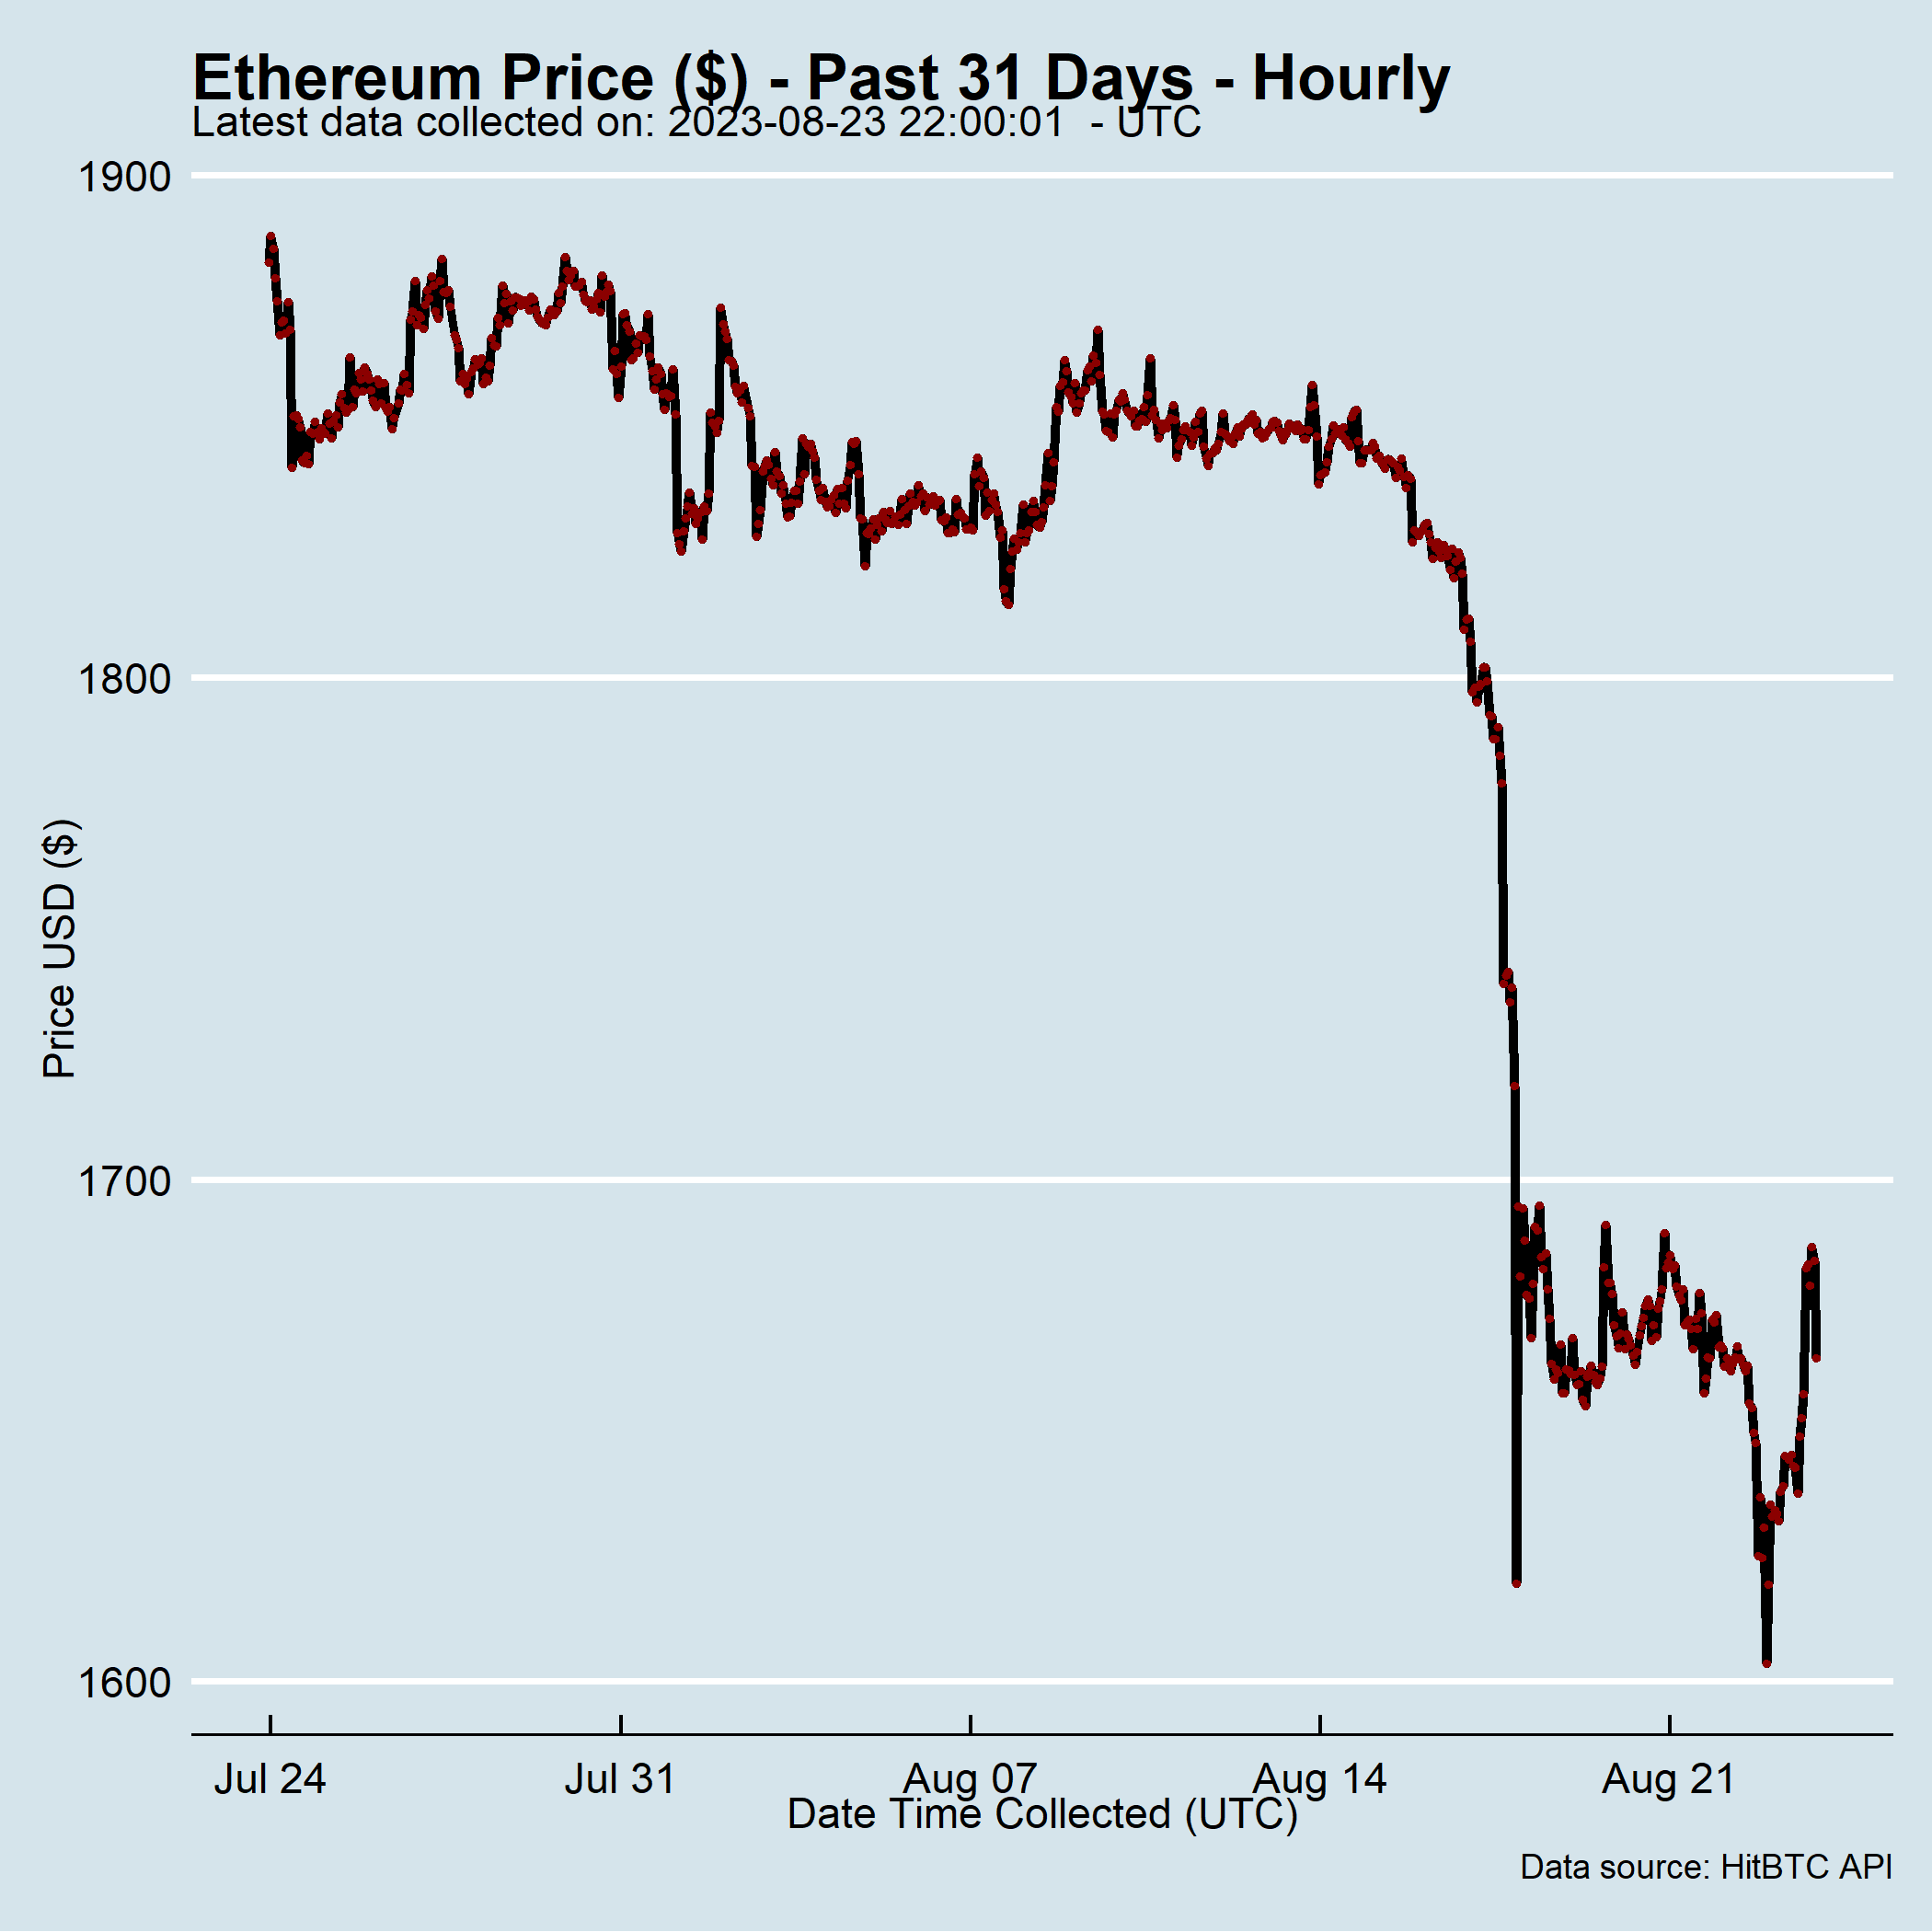 Ethereum Price ($) - Past 31 Days - Hourly
Latest data collected on: 2023-08-23 22:00:01  - UTC
1900
1800
1700
1600
Price USD ($)
Jul 24
Jul 31
Aug 07
Aug 14
Aug 21
Date Time Collected (UTC)
Data source: HitBTC API